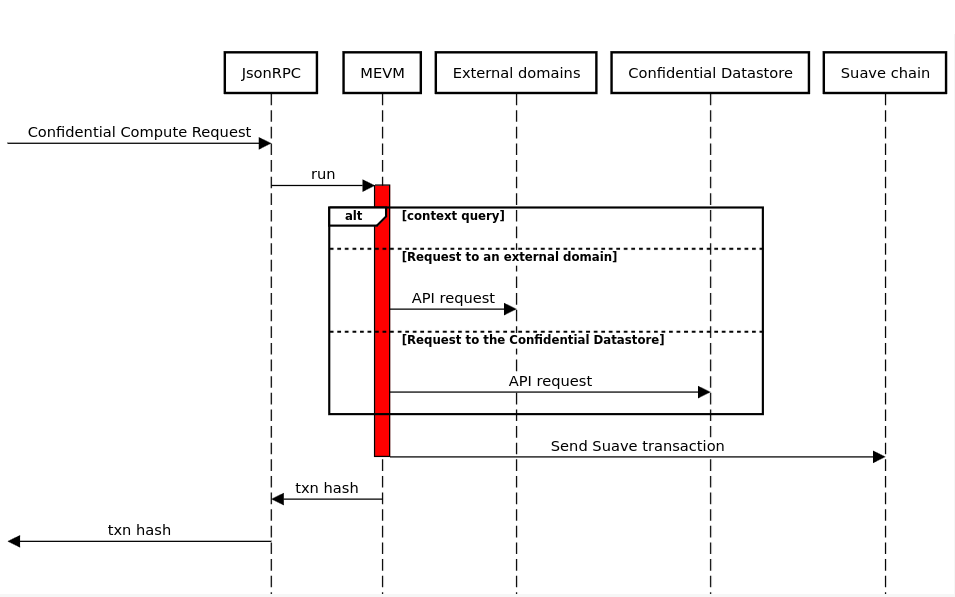 JsonRPC
MEVM
External domains
Confidential Datastore
Suave chain
Confidential Compute Request
run
alt
[context query]
[Request to an external domain]
API request
[Request to the Confidential Datastore]
API request
Send Suave transaction
txn hash
txn hash